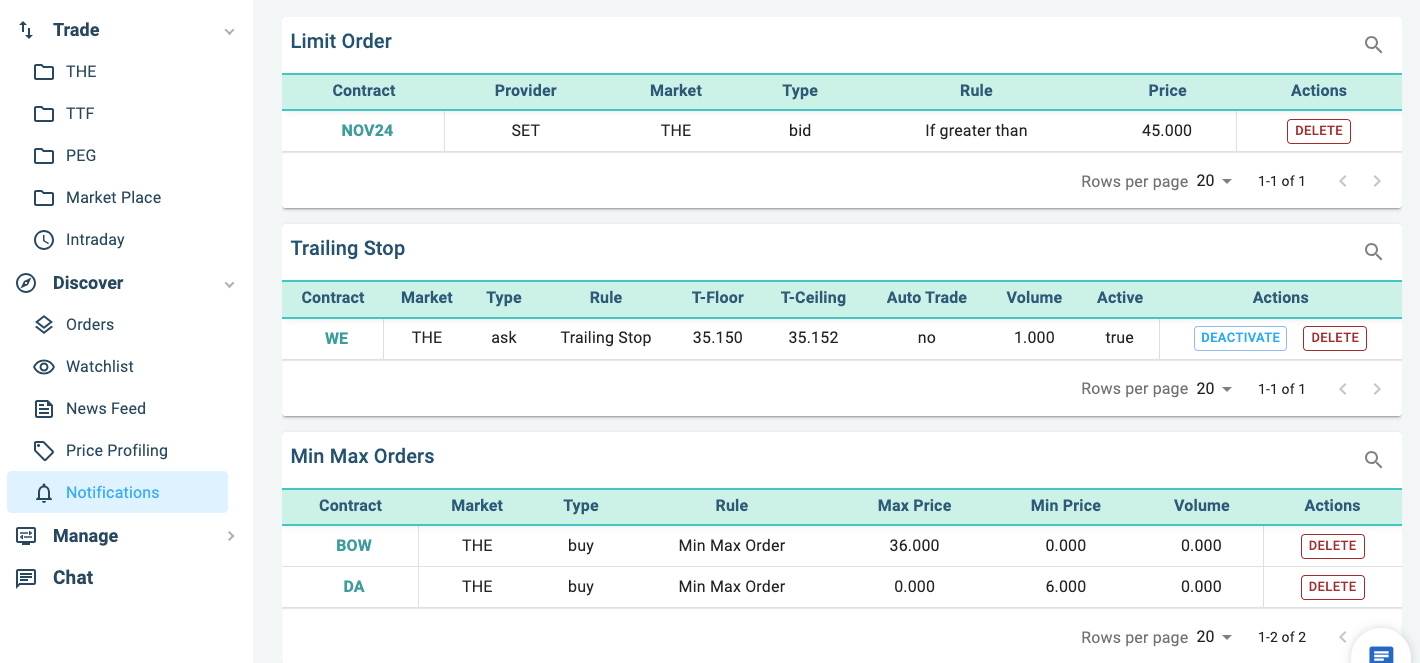 Trade
THE
TTF
PEG
Market Place
Intraday
Discover
Orders
Watchlist
News Feed
Price Profiling
Notifications
Manage
Chat
Limit Order
Contract Provider Market Type Rule Price Actions
NOV24 SET THE bid If greater than 45.000 DELETE
Rows per page 20 1-1 of 1
Trailing Stop
Contract Market Type Rule T-Floor T-Ceiling Auto Trade Volume Active Actions
WE THE ask Trailing Stop 35.150 35.152 no 1.000 true DEACTIVATE DELETE
Rows per page 20 1-1 of 1
Min Max Orders
Contract Market Type Rule Max Price Min Price Volume Actions
BOW THE buy Min Max Order 36.000 0.000 0.000 DELETE
DA THE buy Min Max Order 0.000 6.000 0.000 DELETE
Rows per page 20 1-2 of 2